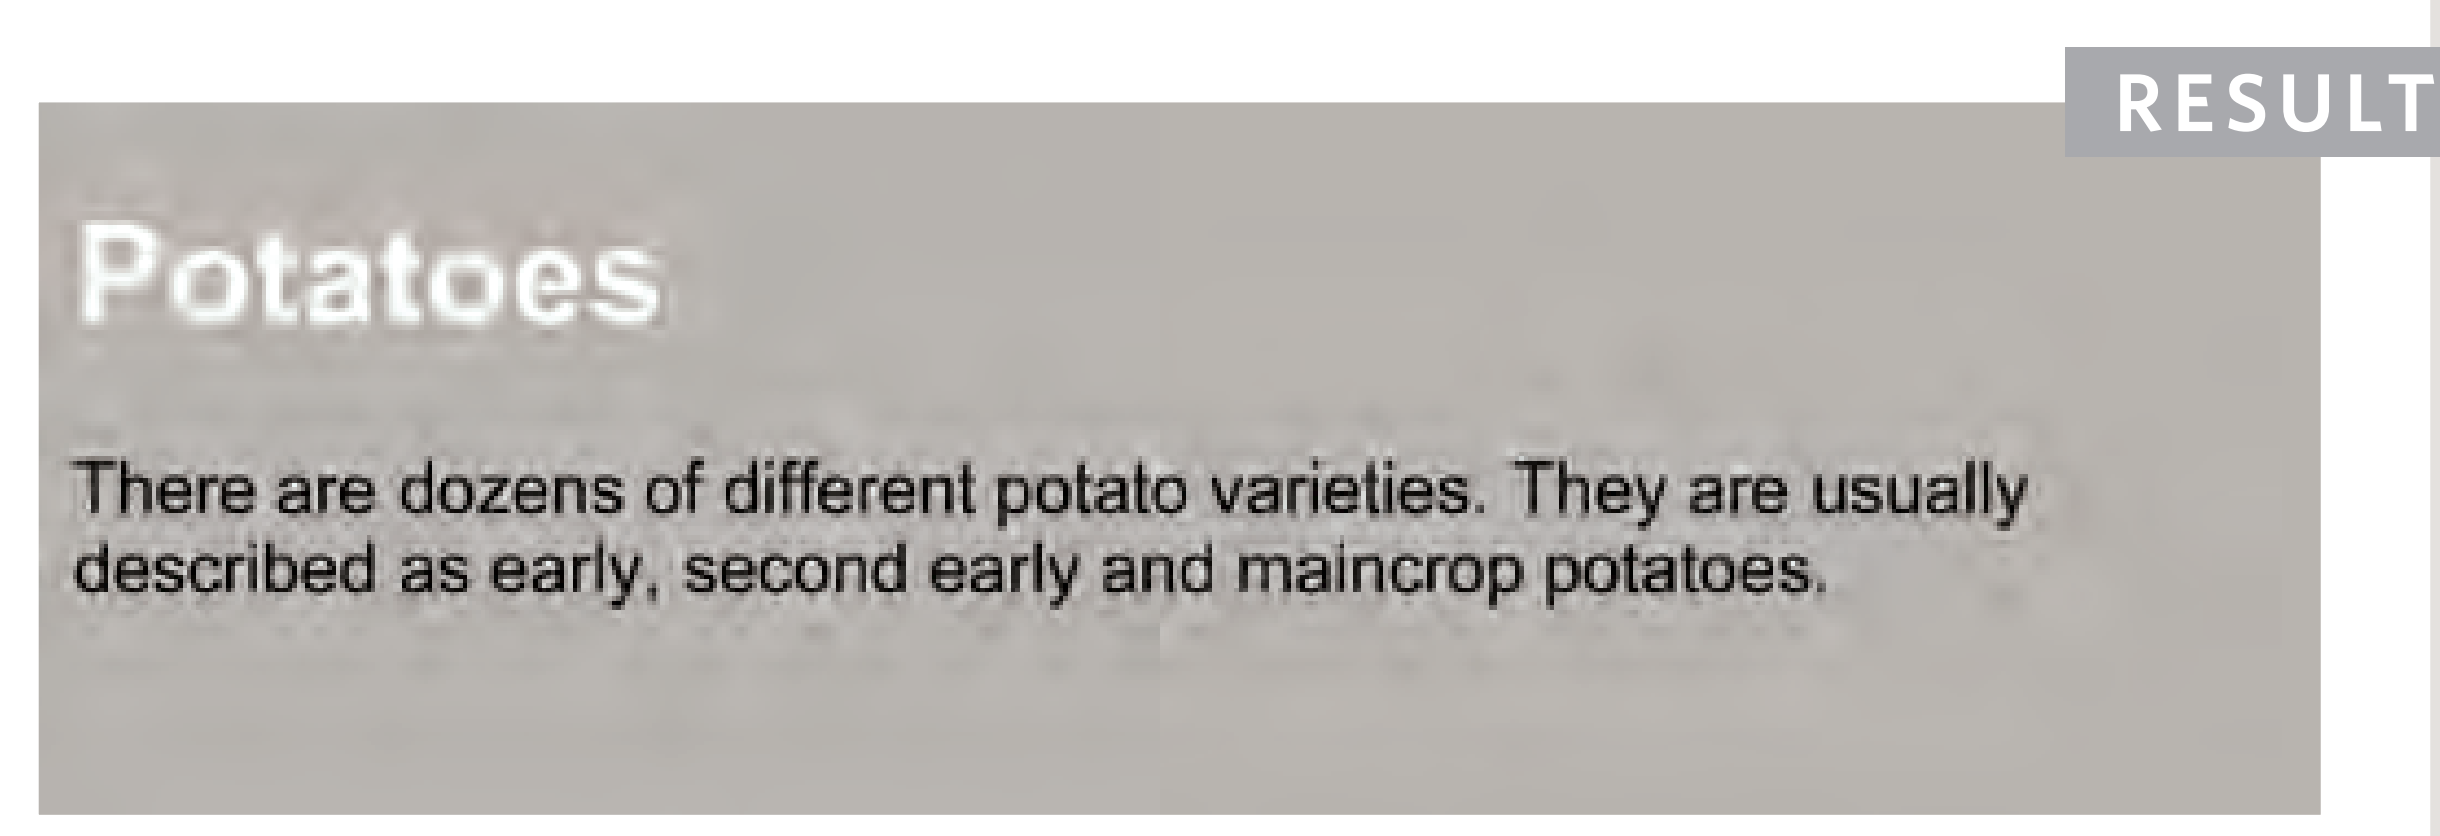 RESULT
Potatoes
There are dozens of different potato varieties. They are usually
described as early, second early and maincrop potatoes.